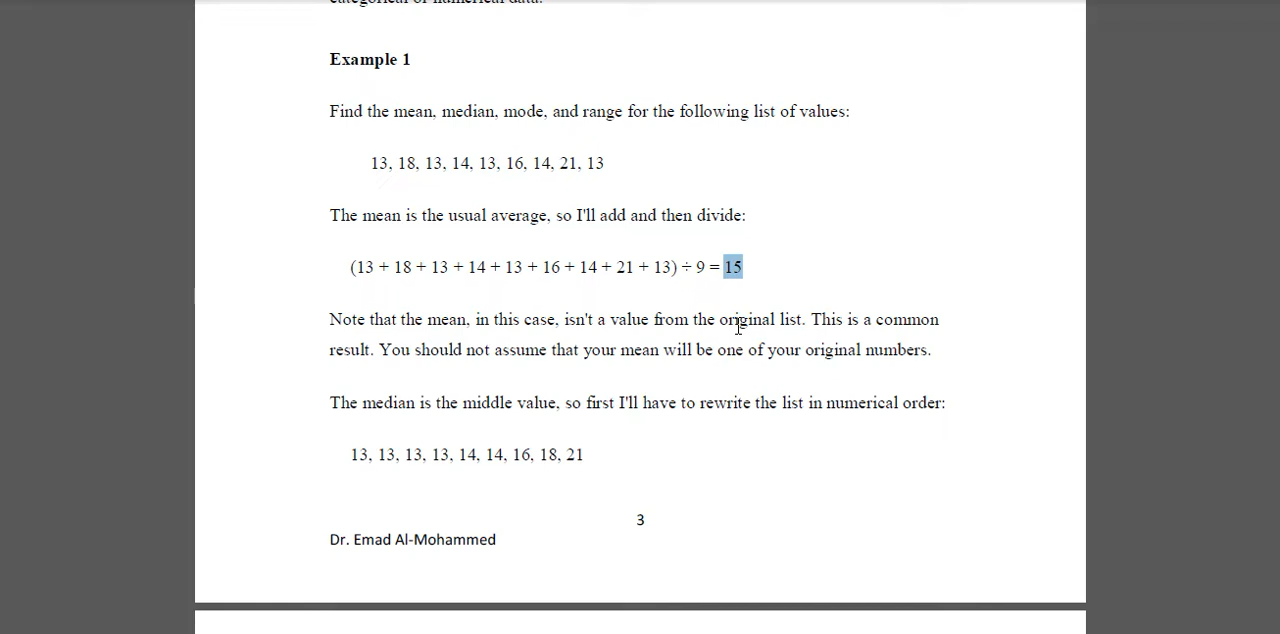 categorical or numerical data.
Example 1
Find the mean, median, mode, and range for the following list of values:
13, 18, 13, 14, 13, 16, 14, 21, 13
The mean is the usual average, so I'll add and then divide:
(13 + 18 + 13 + 14 + 13 + 16 + 14 + 21 + 13) ÷ 9 = 15
Note that the mean, in this case, isn't a value from the original list. This is a common
result. You should not assume that your mean will be one of your original numbers.
The median is the middle value, so first I'll have to rewrite the list in numerical order:
13, 13, 13, 13, 14, 14, 16, 18, 21
3
Dr. Emad Al-Mohammed